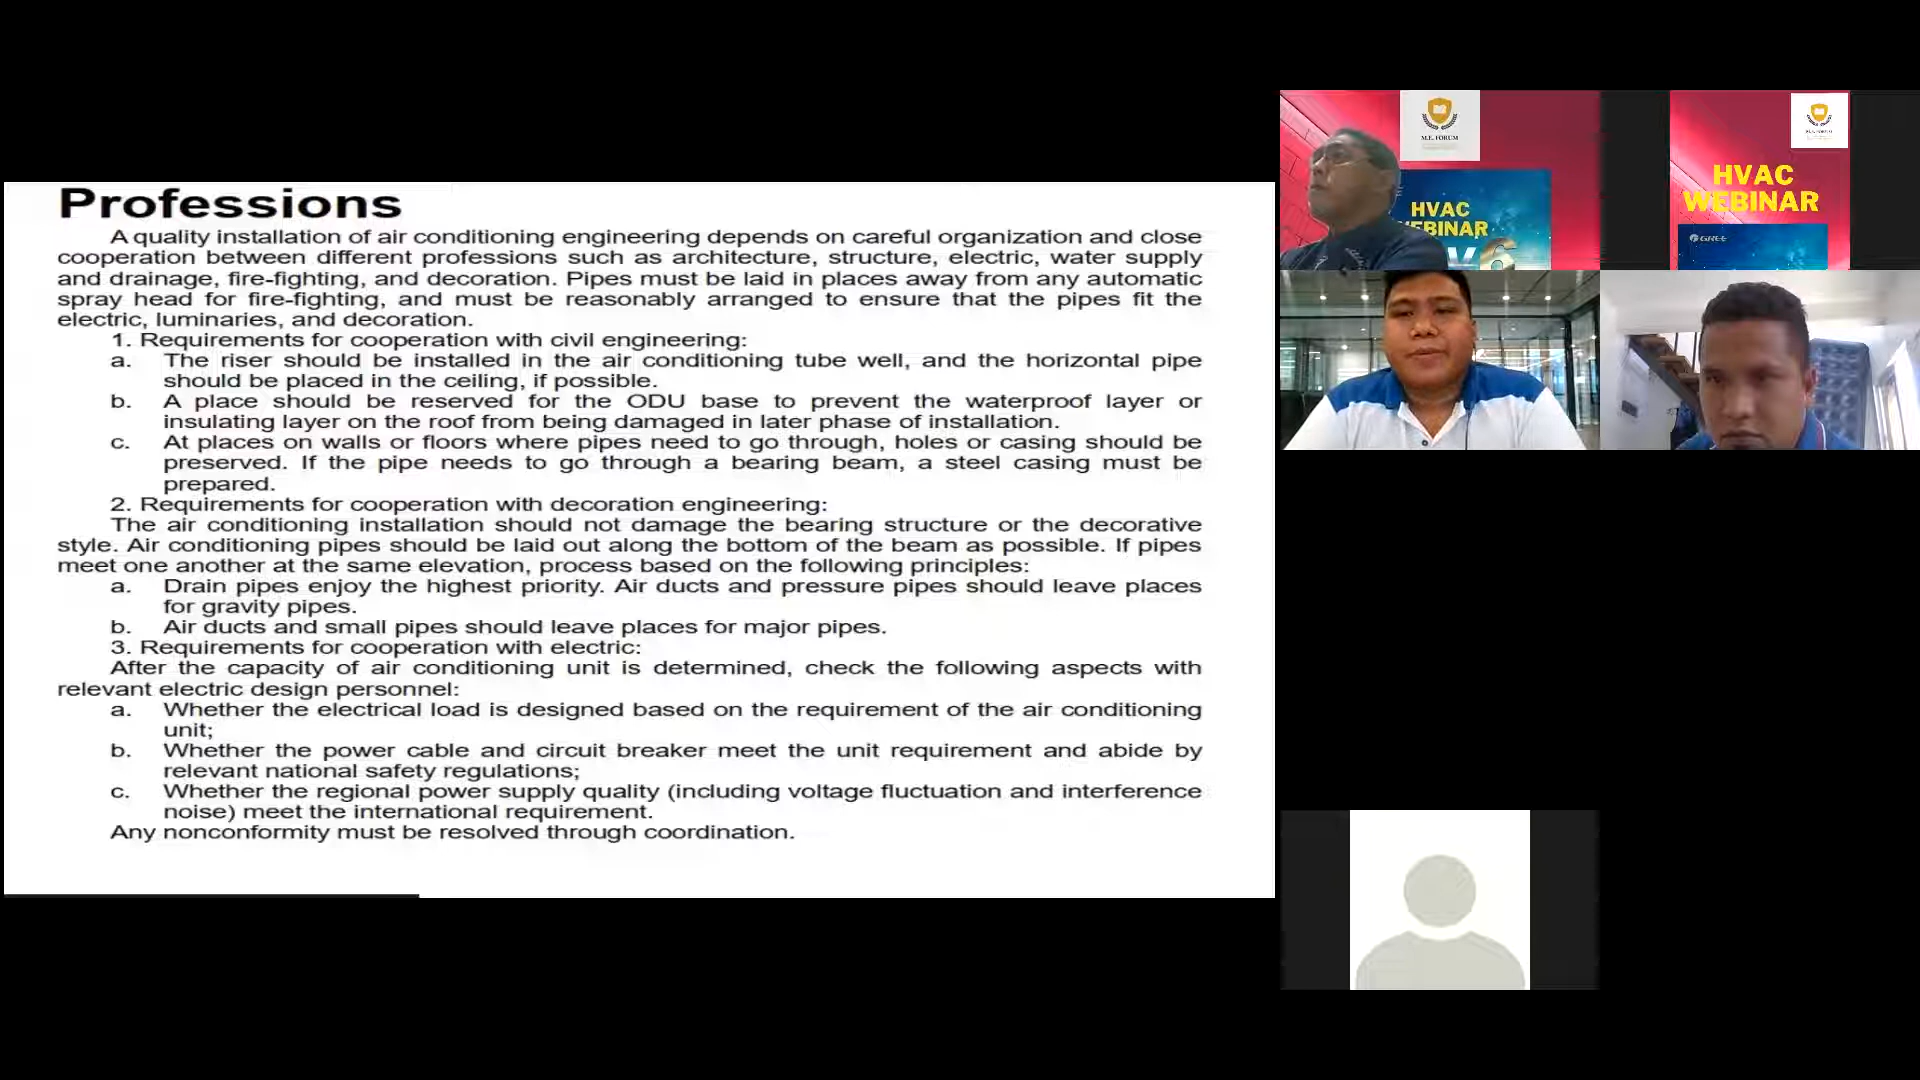 Professions
A quality installation of air conditioning engineering depends on careful organization and close
cooperation between different professions such as architecture, structure, electric, water supply
and drainage, fire-fighting, and decoration. Pipes must be laid in places away from any automatic
spray head for fire-fighting, and must be reasonably arranged to ensure that the pipes fit the
electric, luminaries, and decoration.
1. Requirements for cooperation with civil engineering:
a. The riser should be installed in the air conditioning tube well, and the horizontal pipe
should be placed in the ceiling, if possible.
b. A place should be reserved for the ODU base to prevent the waterproof layer or
insulating layer on the roof from being damaged in later phase of installation.
c. At places on walls or floors where pipes need to go through, holes or casing should be
preserved. If the pipe needs to go through a bearing beam, a steel casing must be
prepared.
2. Requirements for cooperation with decoration engineering:
The air conditioning installation should not damage the bearing structure or the decorative
style. Air conditioning pipes should be laid out along the bottom of the beam as possible. If pipes
meet one another at the same elevation, process based on the following principles:
a. Drain pipes enjoy the highest priority. Air ducts and pressure pipes should leave places
for gravity pipes.
b. Air ducts and small pipes should leave places for major pipes.
3. Requirements for cooperation with electric:
After the capacity of air conditioning unit is determined, check the following aspects with
relevant electric design personnel:
a. Whether the electrical load is designed based on the requirement of the air conditioning
unit;
b. Whether the power cable and circuit breaker meet the unit requirement and abide by
relevant national safety regulations;
c. Whether the regional power supply quality (including voltage fluctuation and interference
noise) meet the international requirement.
Any nonconformity must be resolved through coordination.
M.E. FORUM
HVAC
EBINAR
V6
M.E. FORUM
HVAC
WEBINAR
GREE